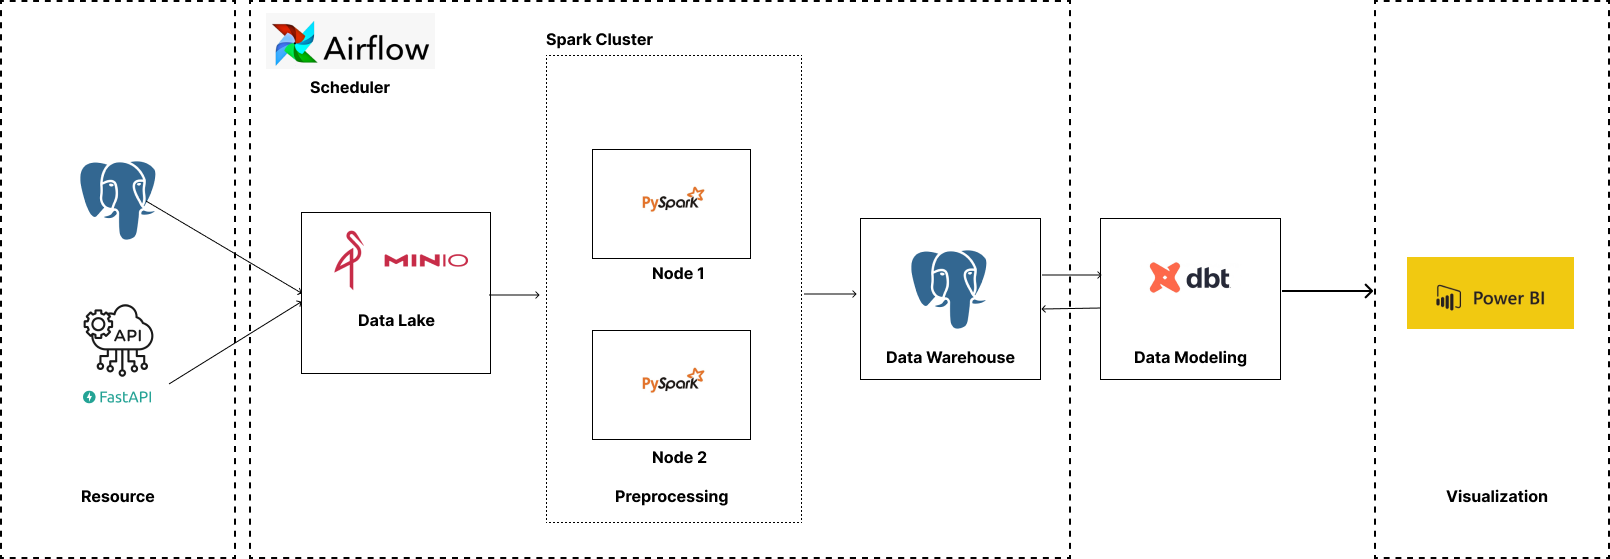 Airflow
Scheduler
Spark Cluster
API
FastAPI
Resource
MINIO
Data Lake
PySpark
Node 1
PySpark
Node 2
Preprocessing
Data Warehouse
dbt
Data Modeling
Power BI
Visualization